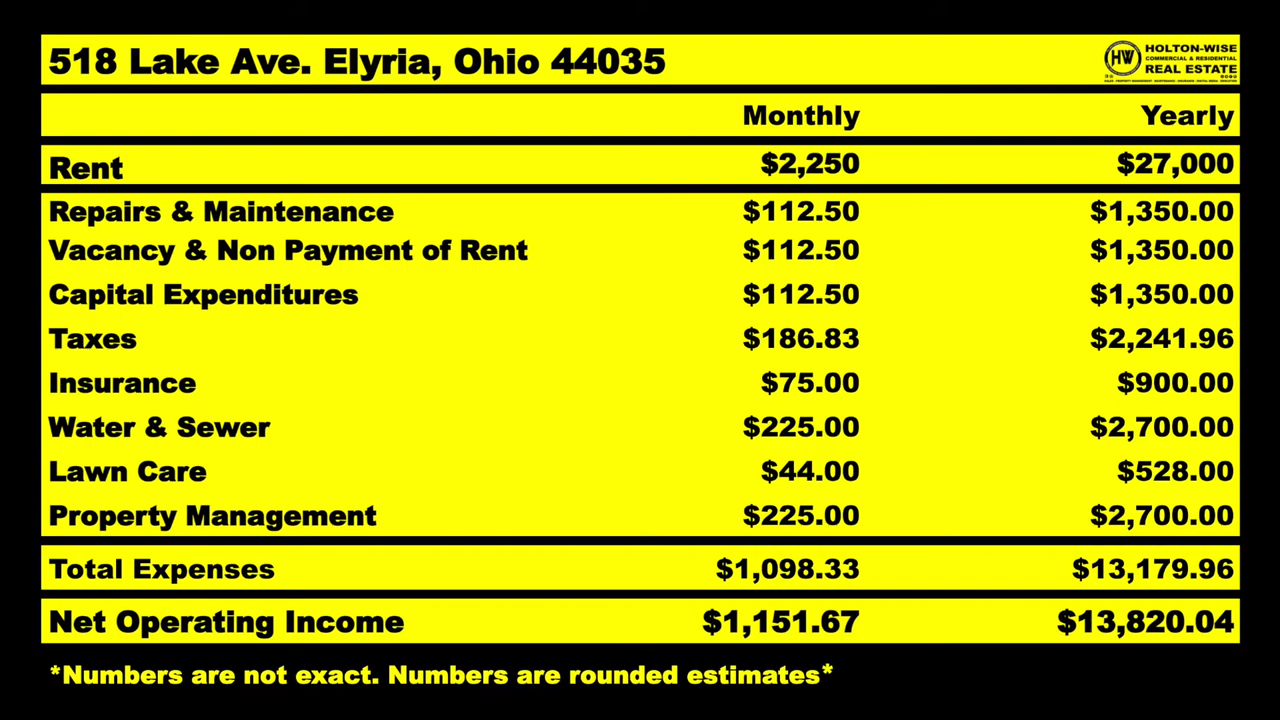 518 Lake Ave. Elyria, Ohio 44035
HW
HOLTON-WISE
COMMERCIAL & RESIDENTIAL
REAL ESTATE
Monthly Yearly
Rent $2,250 $27,000
Repairs & Maintenance $112.50 $1,350.00
Vacancy & Non Payment of Rent $112.50 $1,350.00
Capital Expenditures $112.50 $1,350.00
Taxes $186.83 $2,241.96
Insurance $75.00 $900.00
Water & Sewer $225.00 $2,700.00
Lawn Care $44.00 $528.00
Property Management $225.00 $2,700.00
Total Expenses $1,098.33 $13,179.96
Net Operating Income $1,151.67 $13,820.04
*Numbers are not exact. Numbers are rounded estimates*